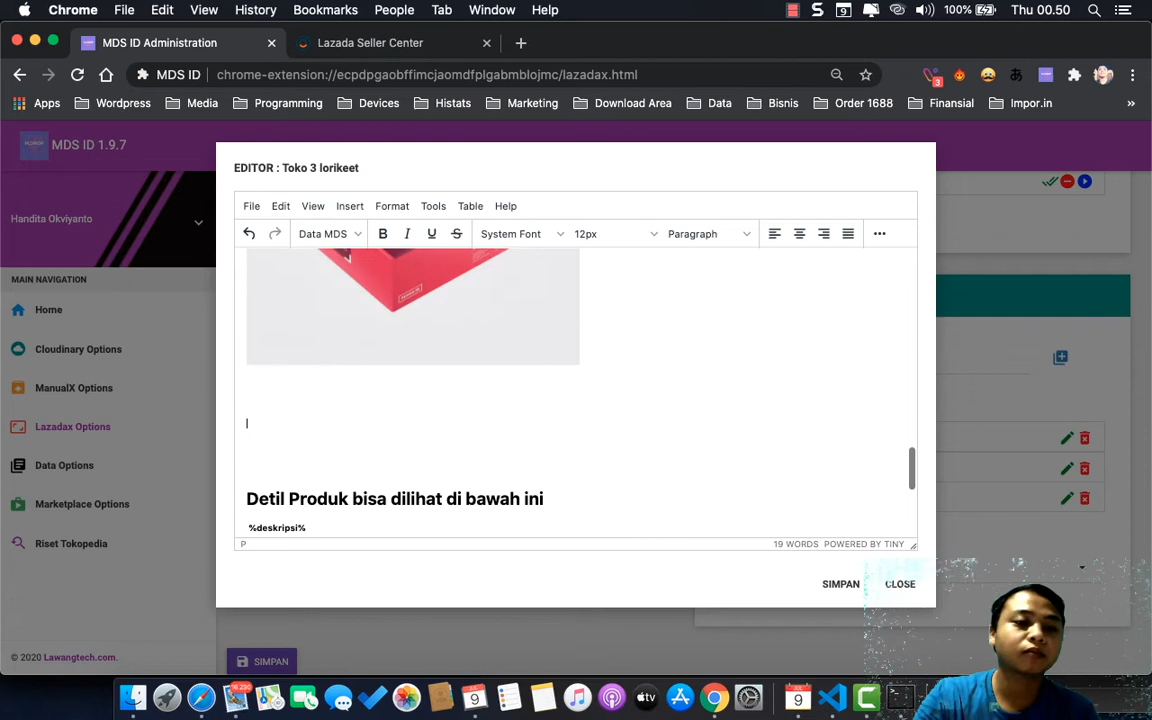 Chrome File Edit View History Bookmarks People Tab Window Help
9 100% Thu 00.50
MDS ID Administration Lazada Seller Center
MDS ID chrome-extension://ecpdpgaobffimcjaomdfplgabmblojmc/lazadax.html
あ 3
Apps Wordpress Media Programming Devices Histats Marketing Download Area Data Bisnis Order 1688 Finansial Impor.in »
MDS ID 1.9.7
Handita Okviyanto
MAIN NAVIGATION
Home
Cloudinary Options
ManualX Options
Lazadax Options
Data Options
Marketplace Options
Riset Tokopedia
© 2020 Lawangtech.com.
EDITOR : Toko 3 lorikeet
File Edit View Insert Format Tools Table Help
Data MDS B I U S System Font 12px Paragraph
Detil Produk bisa dilihat di bawah ini
%deskripsi%
P 19 WORDS POWERED BY TINY
SIMPAN CLOSE
SIMPAN